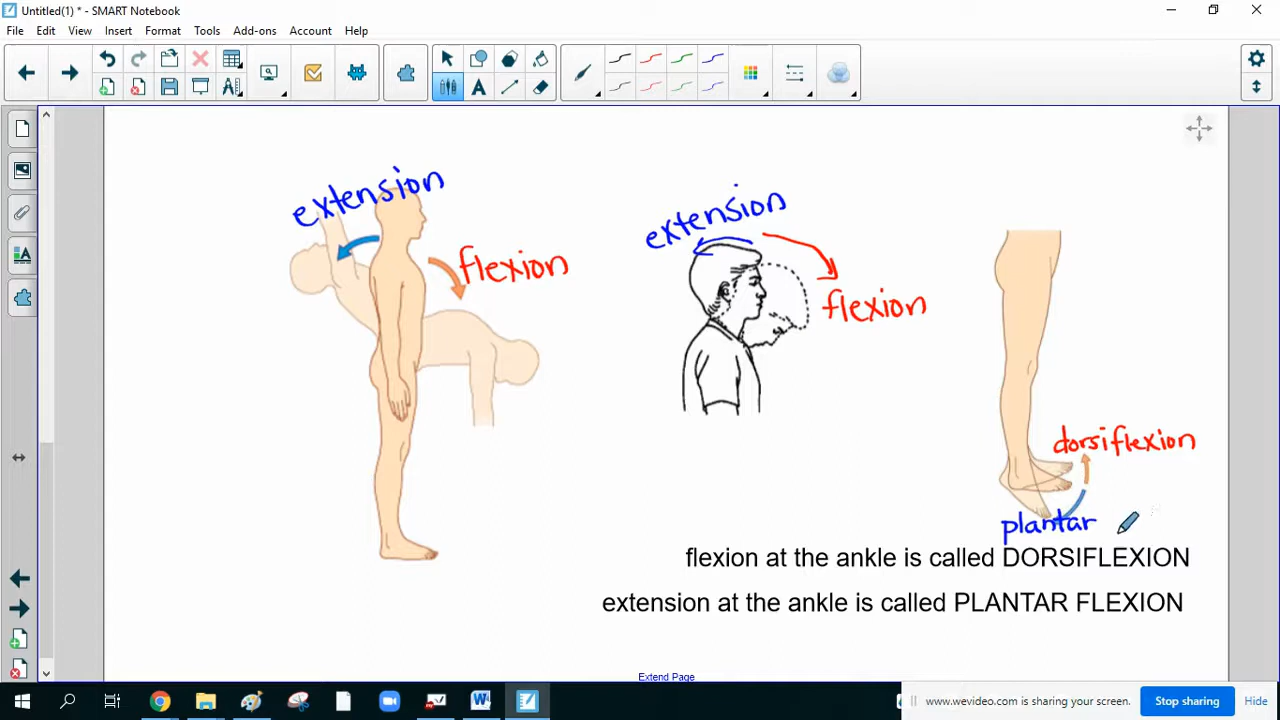 Untitled(1) * - SMART Notebook
File Edit View Insert Format Tools Add-ons Account Help
extension
flexion
extension
flexion
dorsiflexion
plantar
flexion at the ankle is called DORSIFLEXION
extension at the ankle is called PLANTAR FLEXION
Extend Page
www.wevideo.com is sharing your screen. Stop sharing Hide